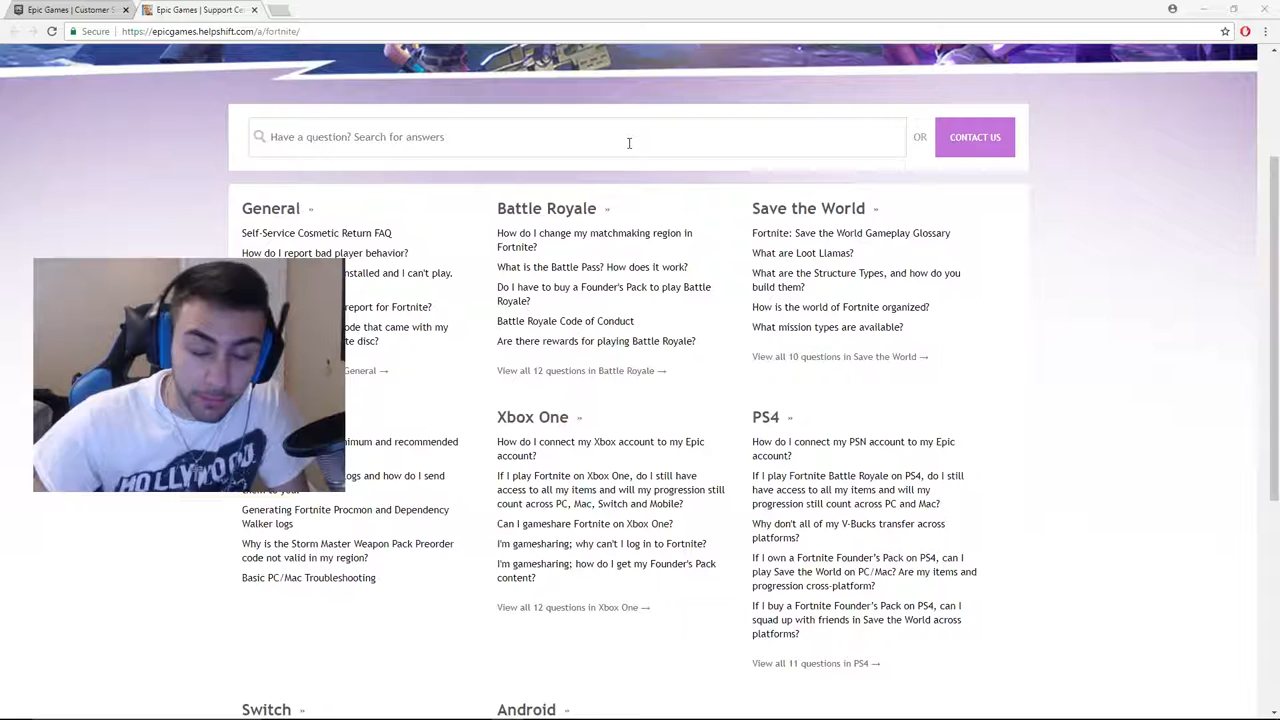 Epic Games | Customer S
Epic Games | Support Ce
Secure
https://epicgames.helpshift.com/a/fortnite/
Have a question? Search for answers
OR
CONTACT US
General »
Self-Service Cosmetic Return FAQ
How do I report bad player behavior?
nstalled and I can't play.
report for Fortnite?
ode that came with my
te disc?
General →
nimum and recommended
ogs and how do I send
Generating Fortnite Procmon and Dependency
Walker logs
Why is the Storm Master Weapon Pack Preorder
code not valid in my region?
Basic PC/Mac Troubleshooting
Battle Royale »
How do I change my matchmaking region in
Fortnite?
What is the Battle Pass? How does it work?
Do I have to buy a Founder's Pack to play Battle
Royale?
Battle Royale Code of Conduct
Are there rewards for playing Battle Royale?
View all 12 questions in Battle Royale →
Save the World »
Fortnite: Save the World Gameplay Glossary
What are Loot Llamas?
What are the Structure Types, and how do you
build them?
How is the world of Fortnite organized?
What mission types are available?
View all 10 questions in Save the World →
Xbox One »
How do I connect my Xbox account to my Epic
account?
If I play Fortnite on Xbox One, do I still have
access to all my items and will my progression still
count across PC, Mac, Switch and Mobile?
Can I gameshare Fortnite on Xbox One?
I'm gamesharing; why can't I log in to Fortnite?
I'm gamesharing; how do I get my Founder's Pack
content?
View all 12 questions in Xbox One →
PS4 »
How do I connect my PSN account to my Epic
account?
If I play Fortnite Battle Royale on PS4, do I still
have access to all my items and will my
progression still count across PC and Mac?
Why don't all of my V-Bucks transfer across
platforms?
If I own a Fortnite Founder's Pack on PS4, can I
play Save the World on PC/Mac? Are my items and
progression cross-platform?
If I buy a Fortnite Founder's Pack on PS4, can I
squad up with friends in Save the World across
platforms?
View all 11 questions in PS4 →
Switch »
Android »
HOLLYWOOD